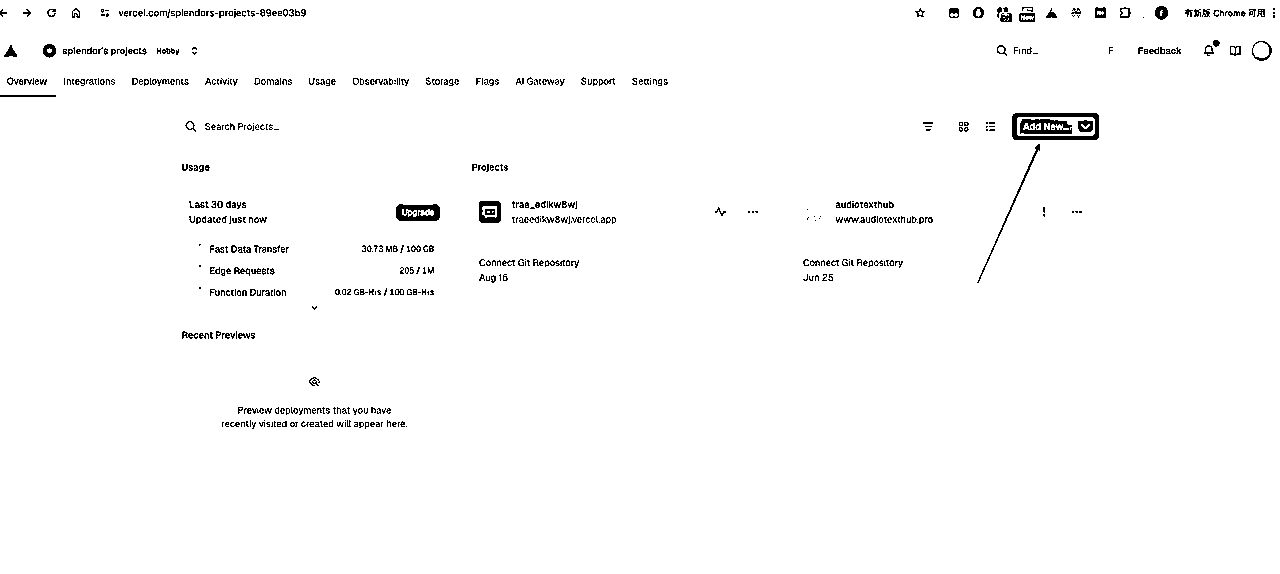 vercel.com/splendors-projects-89ee03b9
有新版 Chrome 可用
splendor's projects Hobby
Find...
F
Feedback
Overview Integrations Deployments Activity Domains Usage Observability Storage Flags AI Gateway Support Settings
Search Projects...
Add New...
Usage
Last 30 days
Updated just now
Upgrade
Fast Data Transfer 30.73 MB / 100 GB
Edge Requests 205 / 1M
Function Duration 0.02 GB-Hrs / 100 GB-Hrs
Recent Previews
Preview deployments that you have
recently visited or created will appear here.
Projects
trae_edikw8wj
traeedikw8wj.vercel.app
Connect Git Repository
Aug 16
audiotexthub
www.audiotexthub.pro
Connect Git Repository
Jun 25